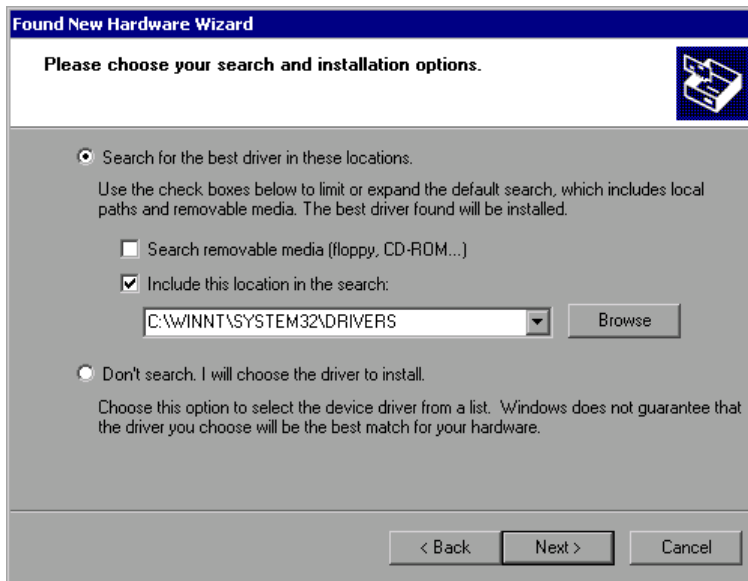 Found New Hardware Wizard
Please choose your search and installation options.
Search for the best driver in these locations.
Use the check boxes below to limit or expand the default search, which includes local
paths and removable media. The best driver found will be installed.
Search removable media (floppy, CD-ROM...)
Include this location in the search:
C:\WINNT\SYSTEM32\DRIVERS
Browse
Don't search. I will choose the driver to install.
Choose this option to select the device driver from a list. Windows does not guarantee that
the driver you choose will be the best match for your hardware.
< Back
Next >
Cancel